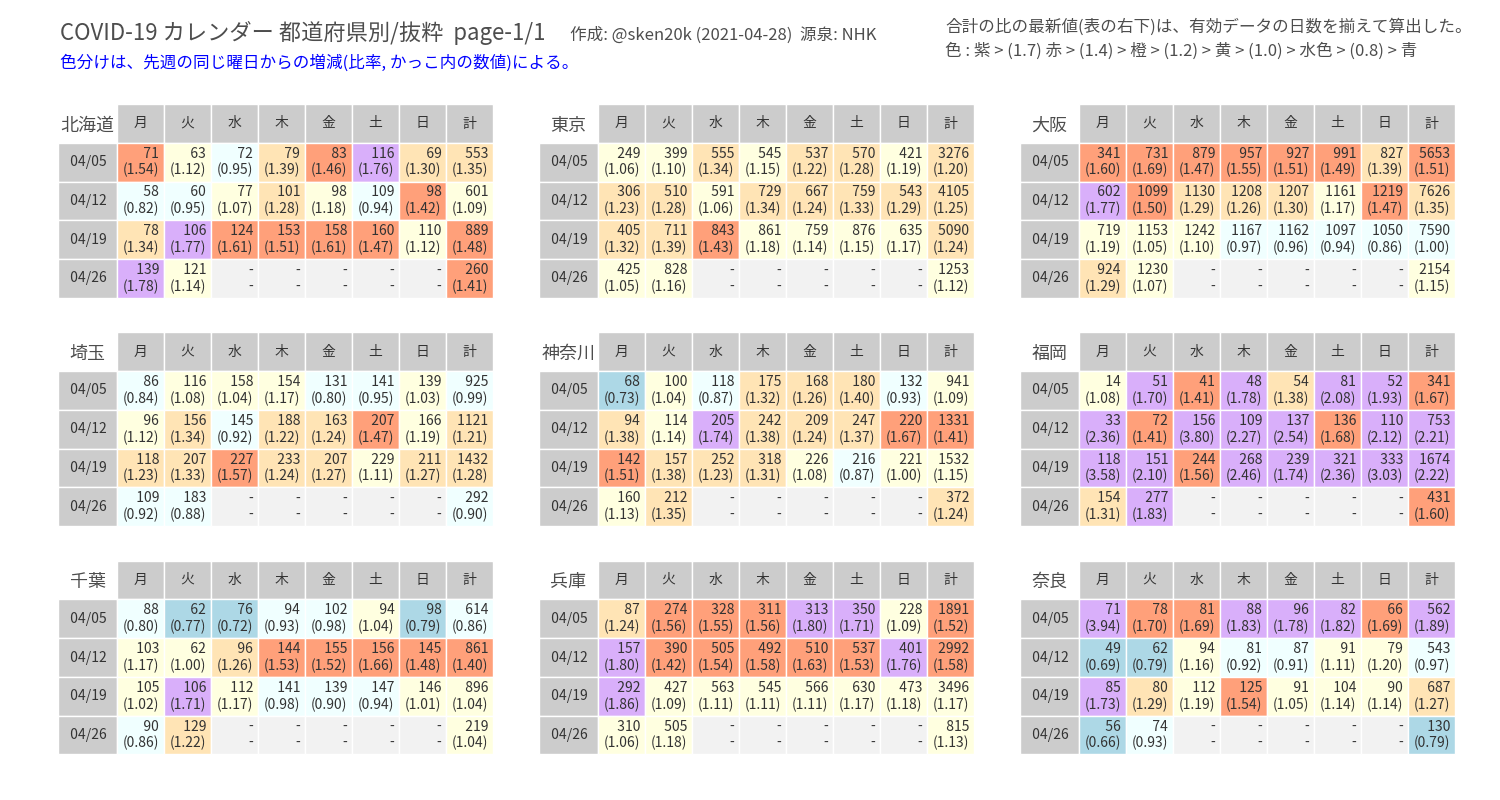 COVID-19 カレンダー 都道府県別/抜粋 page-1/1 作成: @sken20k (2021-04-28) 源泉: NHK
合計の比の最新値(表の右下)は、有効データの日数を揃えて算出した。
色分けは、先週の同じ曜日からの増減(比率, かっこ内の数値)による。
色 : 紫 > (1.7) 赤 > (1.4) > 橙 > (1.2) > 黄 > (1.0) > 水色 > (0.8) > 青
北海道 月 火 水 木 金 土 日 計
04/05 71 63 72 79 83 116 69 553
(1.54) (1.12) (0.95) (1.39) (1.46) (1.76) (1.30) (1.35)
04/12 58 60 77 101 98 109 98 601
(0.82) (0.95) (1.07) (1.28) (1.18) (0.94) (1.42) (1.09)
04/19 78 106 124 153 158 160 110 889
(1.34) (1.77) (1.61) (1.51) (1.61) (1.47) (1.12) (1.48)
04/26 139 121 - - - - - 260
(1.78) (1.14) - - - - - (1.41)
東京 月 火 水 木 金 土 日 計
04/05 249 399 555 545 537 570 421 3276
(1.06) (1.10) (1.34) (1.15) (1.22) (1.28) (1.19) (1.20)
04/12 306 510 591 729 667 759 543 4105
(1.23) (1.28) (1.06) (1.34) (1.24) (1.33) (1.29) (1.25)
04/19 405 711 843 861 759 876 635 5090
(1.32) (1.39) (1.43) (1.18) (1.14) (1.15) (1.17) (1.24)
04/26 425 828 - - - - - 1253
(1.05) (1.16) - - - - - (1.12)
大阪 月 火 水 木 金 土 日 計
04/05 341 731 879 957 927 991 827 5653
(1.60) (1.69) (1.47) (1.55) (1.51) (1.49) (1.39) (1.51)
04/12 602 1099 1130 1208 1207 1161 1219 7626
(1.77) (1.50) (1.29) (1.26) (1.30) (1.17) (1.47) (1.35)
04/19 719 1153 1242 1167 1162 1097 1050 7590
(1.19) (1.05) (1.10) (0.97) (0.96) (0.94) (0.86) (1.00)
04/26 924 1230 - - - - - 2154
(1.29) (1.07) - - - - - (1.15)
埼玉 月 火 水 木 金 土 日 計
04/05 86 116 158 154 131 141 139 925
(0.84) (1.08) (1.04) (1.17) (0.80) (0.95) (1.03) (0.99)
04/12 96 156 145 188 163 207 166 1121
(1.12) (1.34) (0.92) (1.22) (1.24) (1.47) (1.19) (1.21)
04/19 118 207 227 233 207 229 211 1432
(1.23) (1.33) (1.57) (1.24) (1.27) (1.11) (1.27) (1.28)
04/26 109 183 - - - - - 292
(0.92) (0.88) - - - - - (0.90)
神奈川 月 火 水 木 金 土 日 計
04/05 68 100 118 175 168 180 132 941
(0.73) (1.04) (0.87) (1.32) (1.26) (1.40) (0.93) (1.09)
04/12 94 114 205 242 209 247 220 1331
(1.38) (1.14) (1.74) (1.38) (1.24) (1.37) (1.67) (1.41)
04/19 142 157 252 318 226 216 221 1532
(1.51) (1.38) (1.23) (1.31) (1.08) (0.87) (1.00) (1.15)
04/26 160 212 - - - - - 372
(1.13) (1.35) - - - - - (1.24)
福岡 月 火 水 木 金 土 日 計
04/05 14 51 41 48 54 81 52 341
(1.08) (1.70) (1.41) (1.78) (1.38) (2.08) (1.93) (1.67)
04/12 33 72 156 109 137 136 110 753
(2.36) (1.41) (3.80) (2.27) (2.54) (1.68) (2.12) (2.21)
04/19 118 151 244 268 239 321 333 1674
(3.58) (2.10) (1.56) (2.46) (1.74) (2.36) (3.03) (2.22)
04/26 154 277 - - - - - 431
(1.31) (1.83) - - - - - (1.60)
千葉 月 火 水 木 金 土 日 計
04/05 88 62 76 94 102 94 98 614
(0.80) (0.77) (0.72) (0.93) (0.98) (1.04) (0.79) (0.86)
04/12 103 62 96 144 155 156 145 861
(1.17) (1.00) (1.26) (1.53) (1.52) (1.66) (1.48) (1.40)
04/19 105 106 112 141 139 147 146 896
(1.02) (1.71) (1.17) (0.98) (0.90) (0.94) (1.01) (1.04)
04/26 90 129 - - - - - 219
(0.86) (1.22) - - - - - (1.04)
兵庫 月 火 水 木 金 土 日 計
04/05 87 274 328 311 313 350 228 1891
(1.24) (1.56) (1.55) (1.56) (1.80) (1.71) (1.09) (1.52)
04/12 157 390 505 492 510 537 401 2992
(1.80) (1.42) (1.54) (1.58) (1.63) (1.53) (1.76) (1.58)
04/19 292 427 563 545 566 630 473 3496
(1.86) (1.09) (1.11) (1.11) (1.11) (1.17) (1.18) (1.17)
04/26 310 505 - - - - - 815
(1.06) (1.18) - - - - - (1.13)
奈良 月 火 水 木 金 土 日 計
04/05 71 78 81 88 96 82 66 562
(3.94) (1.70) (1.69) (1.83) (1.78) (1.82) (1.69) (1.89)
04/12 49 62 94 81 87 91 79 543
(0.69) (0.79) (1.16) (0.92) (0.91) (1.11) (1.20) (0.97)
04/19 85 80 112 125 91 104 90 687
(1.73) (1.29) (1.19) (1.54) (1.05) (1.14) (1.14) (1.27)
04/26 56 74 - - - - - 130
(0.66) (0.93) - - - - - (0.79)